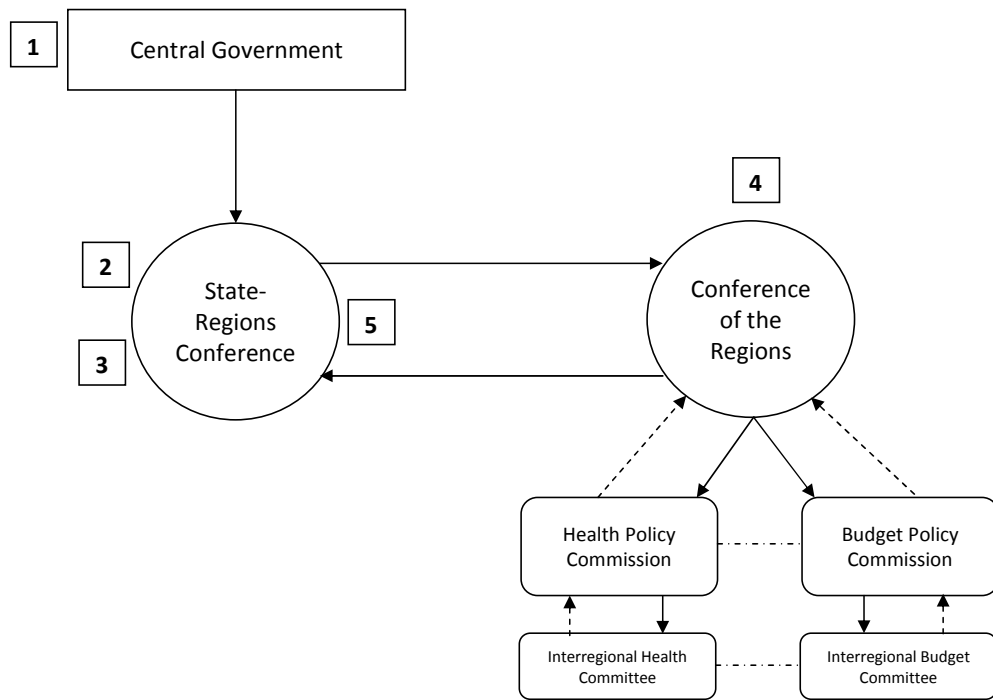 1
Central Government
4
2
State-
Regions
Conference
3
5
Conference
of the
Regions
Health Policy
Commission
Budget Policy
Commission
Interregional Health
Committee
Interregional Budget
Committee